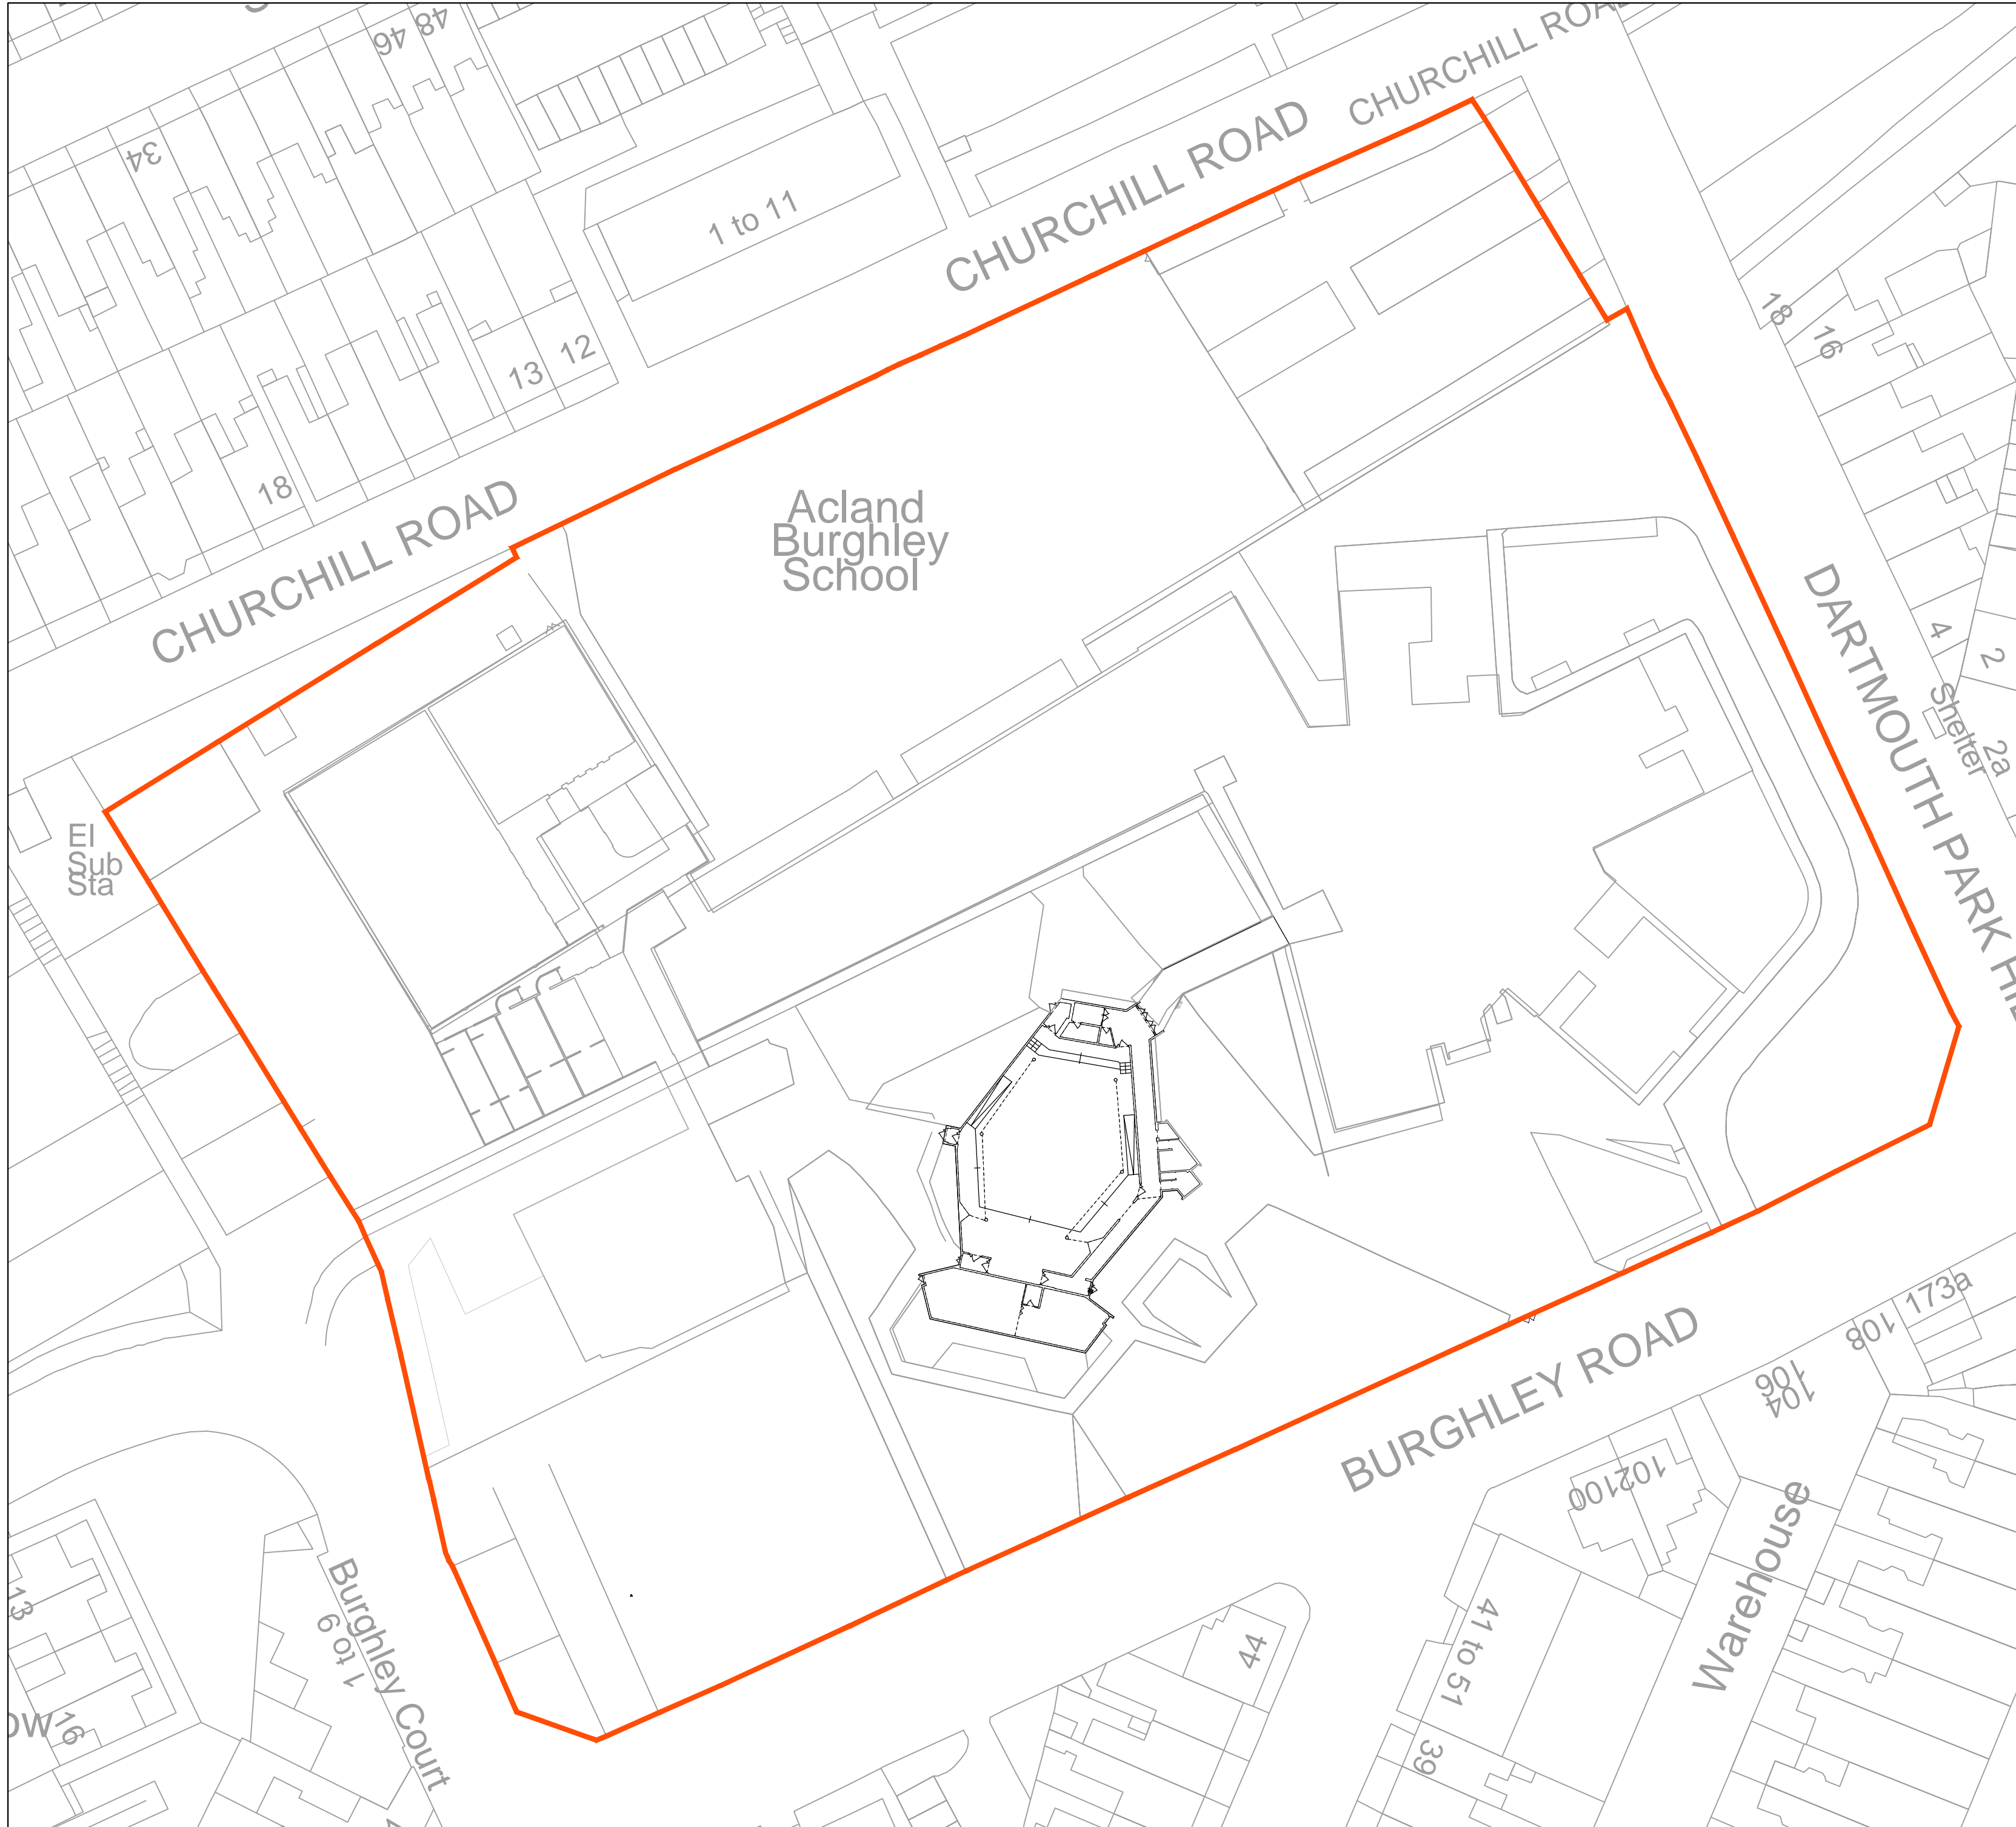 48
46
34
CHURCHILL ROAD
CHURCHILL ROAD
1 to 11
18
16
13
12
18
CHURCHILL ROAD
Acland
Burghley
School
DARTMOUTH PARK
4
2
Shelter
2a
El
Sub
Sta
173a
108
106
104
BURGHLEY ROAD
102
100
Warehouse
41 to 51
44
39
13
16
Burghley Court
1 to 9